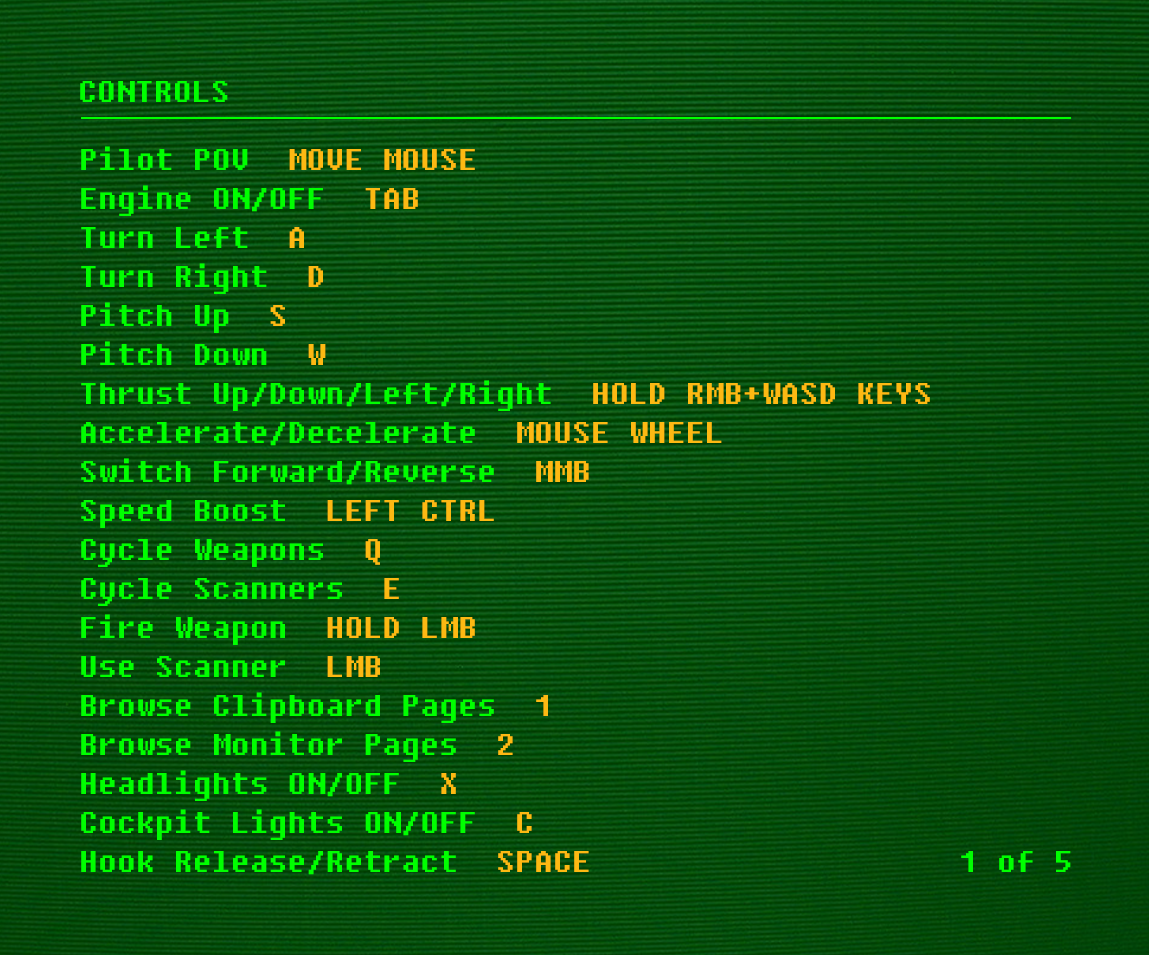 CONTROLS
Pilot POV MOVE MOUSE
Engine ON/OFF TAB
Turn Left A
Turn Right D
Pitch Up S
Pitch Down W
Thrust Up/Down/Left/Right HOLD RMB+WASD KEYS
Accelerate/Decelerate MOUSE WHEEL
Switch Forward/Reverse MMB
Speed Boost LEFT CTRL
Cycle Weapons Q
Cycle Scanners E
Fire Weapon HOLD LMB
Use Scanner LMB
Browse Clipboard Pages 1
Browse Monitor Pages 2
Headlights ON/OFF X
Cockpit Lights ON/OFF C
Hook Release/Retract SPACE 1 of 5